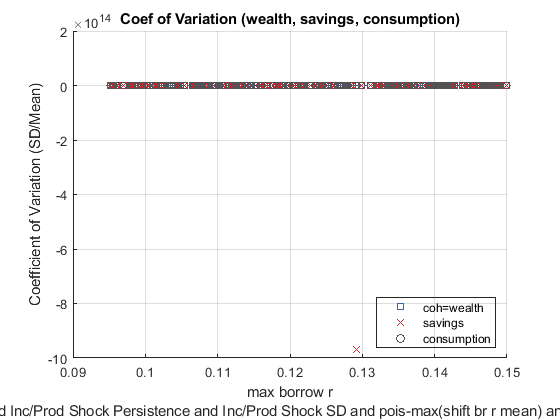 Coef of Variation (wealth, savings, consumption)
×10^14
2
0
-2
-4
-6
-8
-10
Coefficient of Variation (SD/Mean)
0.09 0.1 0.11 0.12 0.13 0.14 0.15
max borrow r
coh=wealth
savings
consumption
d Inc/Prod Shock Persistence and Inc/Prod Shock SD and pois-max(shift br r mean) an